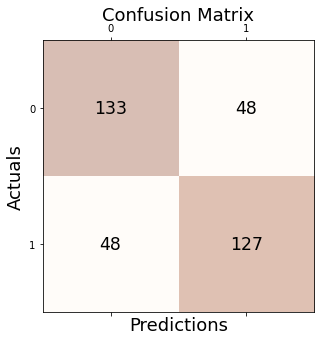 Confusion Matrix
0 1
0 133 48
Actuals
1 48 127
Predictions